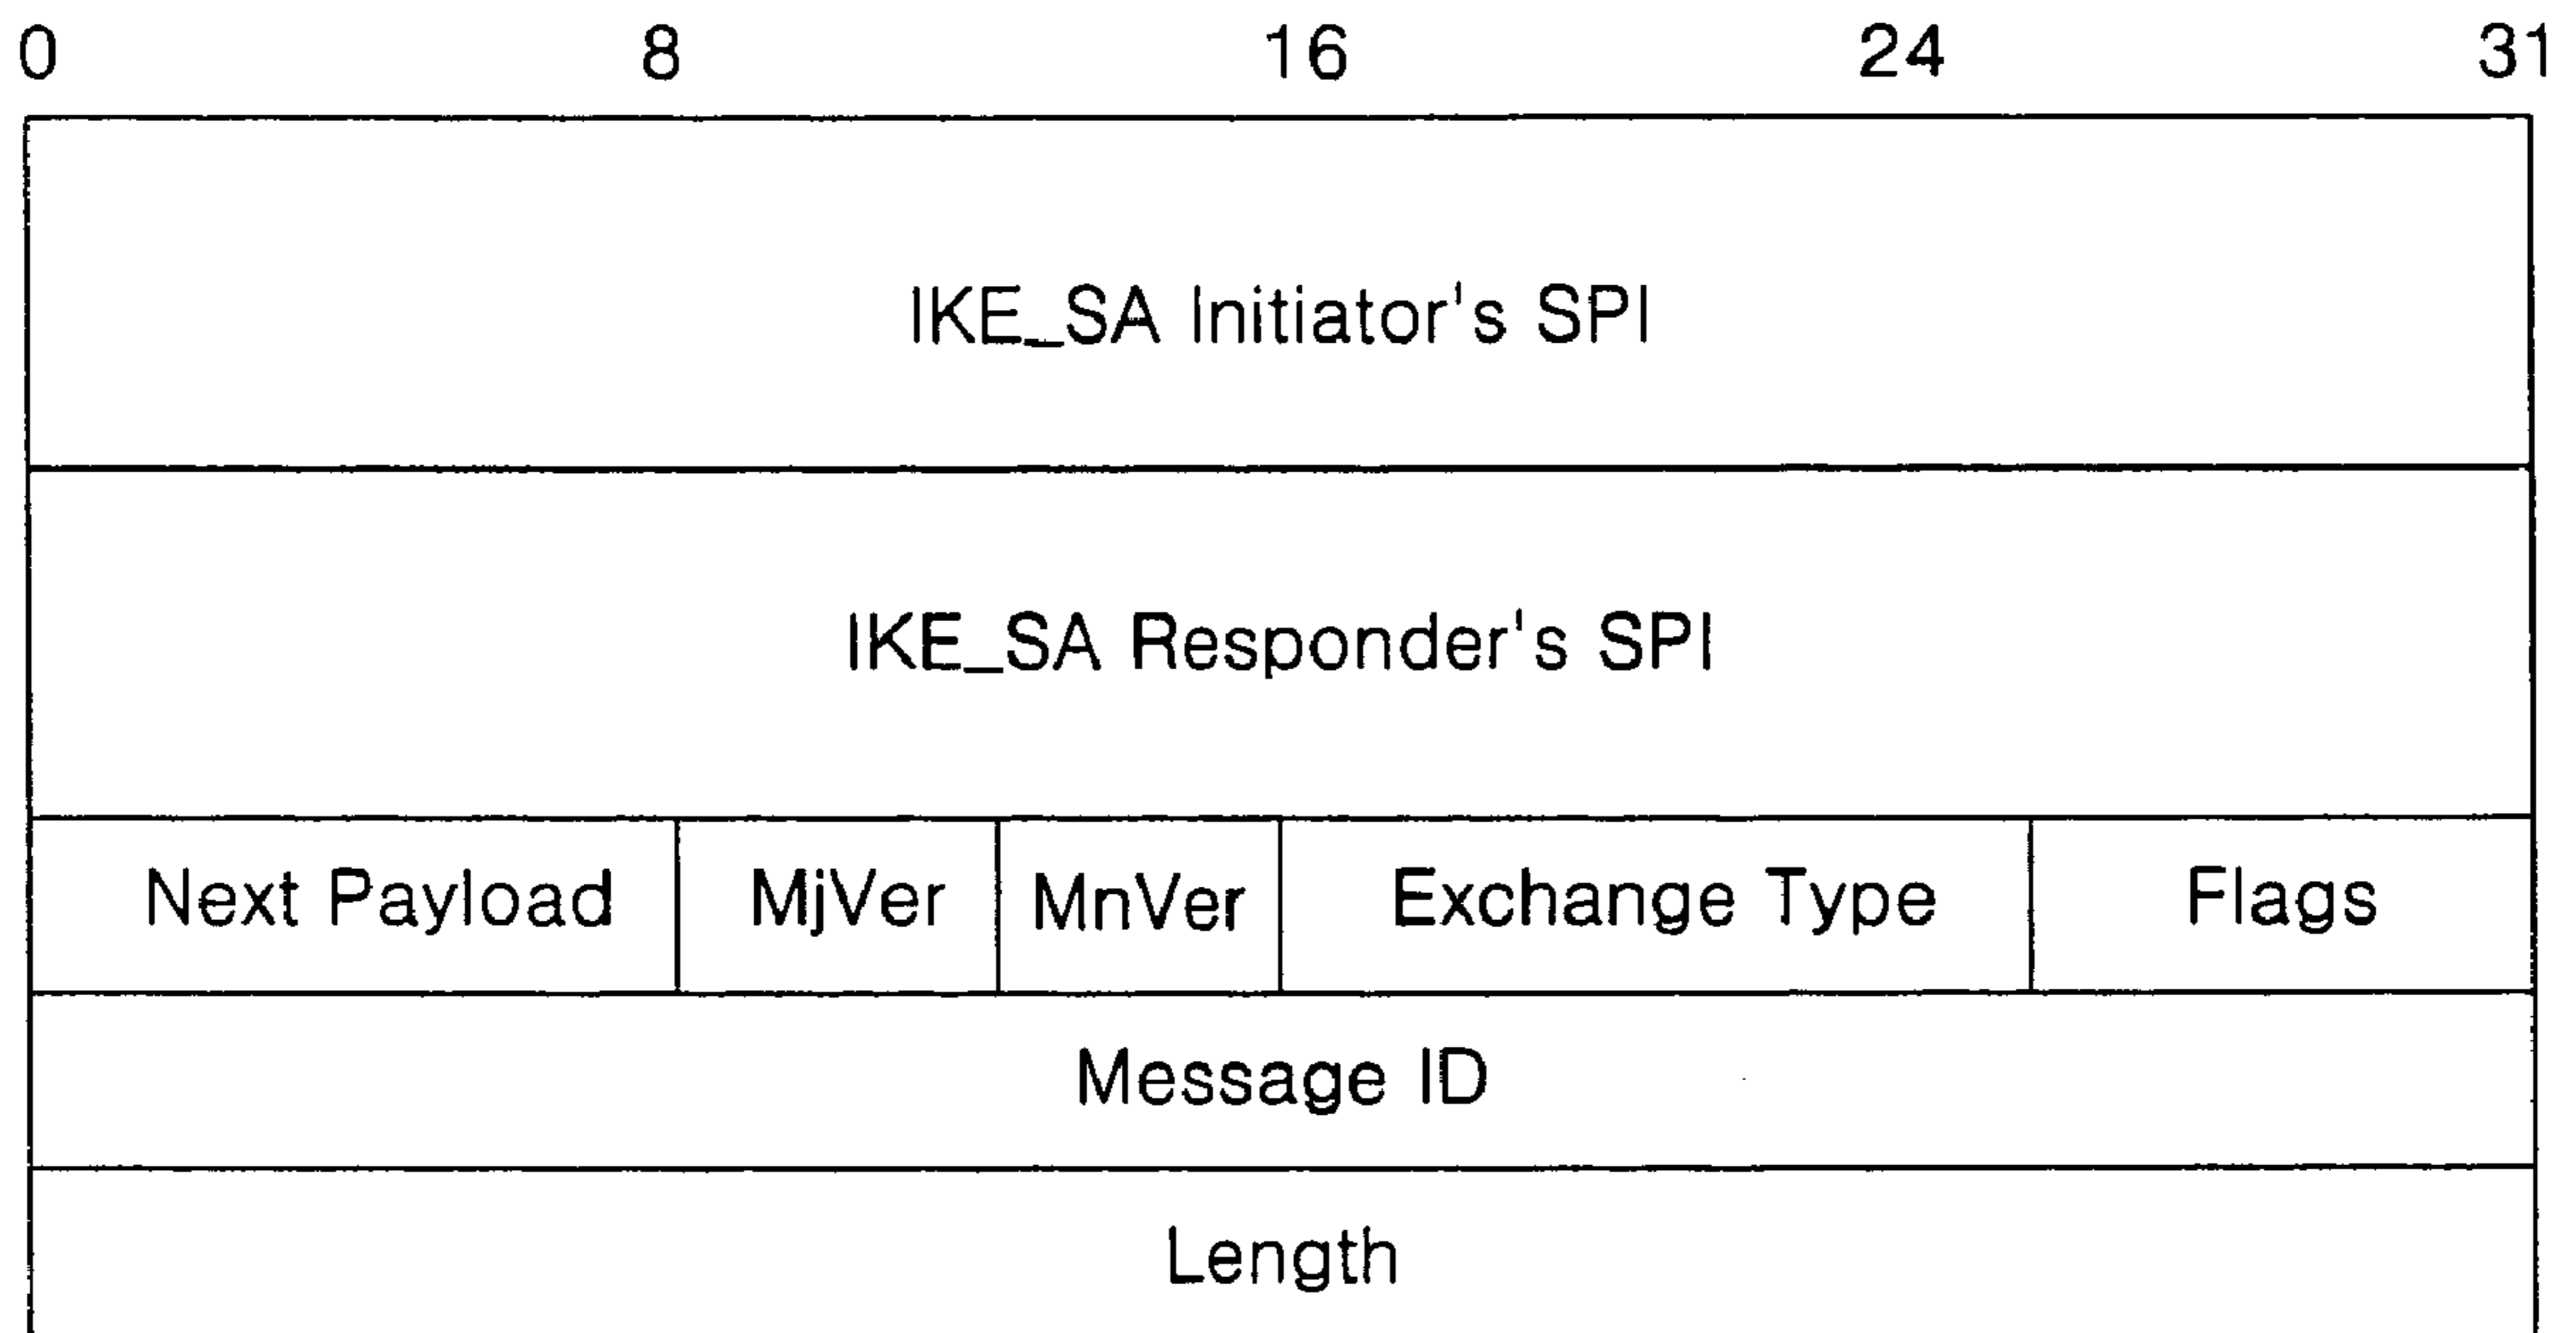 0 8 16 24 31
IKE_SA Initiator's SPI
IKE_SA Responder's SPI
Next Payload MjVer MnVer Exchange Type Flags
Message ID
Length